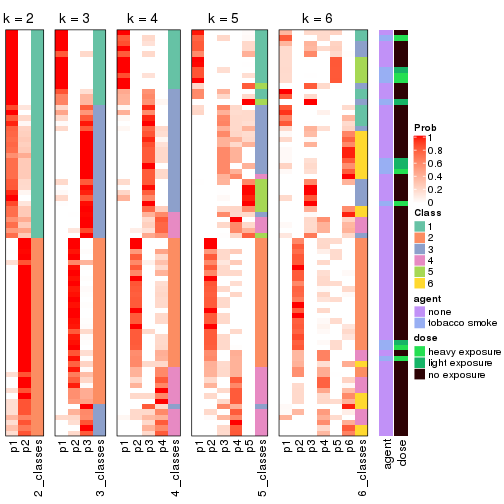 k = 2 k = 3 k = 4 k = 5 k = 6
Prob
1
0.8
0.6
0.4
0.2
0
Class
1
2
3
4
5
6
agent
none
tobacco smoke
dose
heavy exposure
light exposure
no exposure
p1 p2 2_classes p1 p2 p3 3_classes p1 p2 p3 p4 4_classes p1 p2 p3 p4 p5 5_classes p1 p2 p3 p4 p5 p6 6_classes agent dose